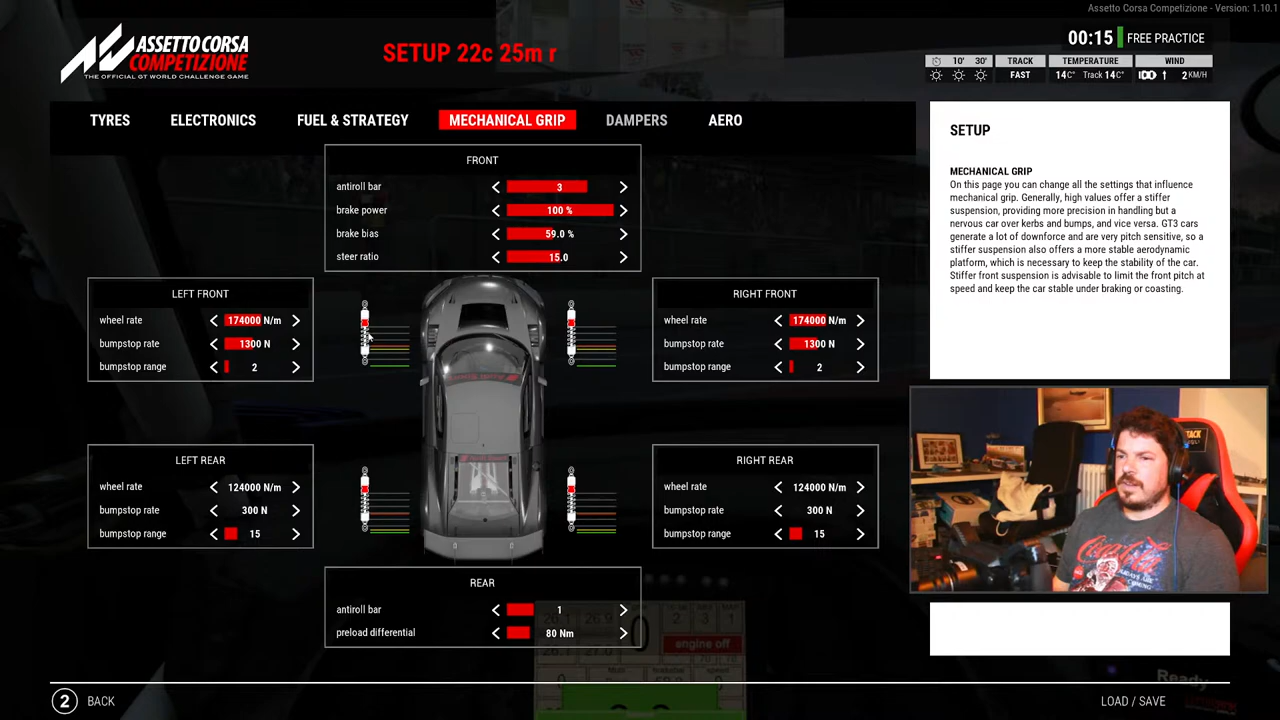 Assetto Corsa Competizione - Version: 1.10.1
ASSETTO CORSA
COMPETIZIONE
THE OFFICIAL GT WORLD CHALLENGE GAME
SETUP 22c 25m r
00:15 FREE PRACTICE
10' 30' TRACK TEMPERATURE WIND
FAST 14C° Track 14C° 2 KM/H
TYRES ELECTRONICS FUEL & STRATEGY MECHANICAL GRIP DAMPERS AERO
FRONT
antiroll bar 3
brake power 100 %
brake bias 59.0 %
steer ratio 15.0
LEFT FRONT
wheel rate 174000 N/m
bumpstop rate 1300 N
bumpstop range 2
RIGHT FRONT
wheel rate 174000 N/m
bumpstop rate 1300 N
bumpstop range 2
LEFT REAR
wheel rate 124000 N/m
bumpstop rate 300 N
bumpstop range 15
RIGHT REAR
wheel rate 124000 N/m
bumpstop rate 300 N
bumpstop range 15
REAR
antiroll bar 1
preload differential 80 Nm
SETUP
MECHANICAL GRIP
On this page you can change all the settings that influence
mechanical grip. Generally, high values offer a stiffer
suspension, providing more precision in handling but a
nervous car over kerbs and bumps, and vice versa. GT3 cars
generate a lot of downforce and are very pitch sensitive, so a
stiffer suspension also offers a more stable aerodynamic
platform, which is necessary to keep the stability of the car.
Stiffer front suspension is advisable to limit the front pitch at
speed and keep the car stable under braking or coasting.
Coca-Cola
engine off
Ready
2 BACK
LOAD / SAVE